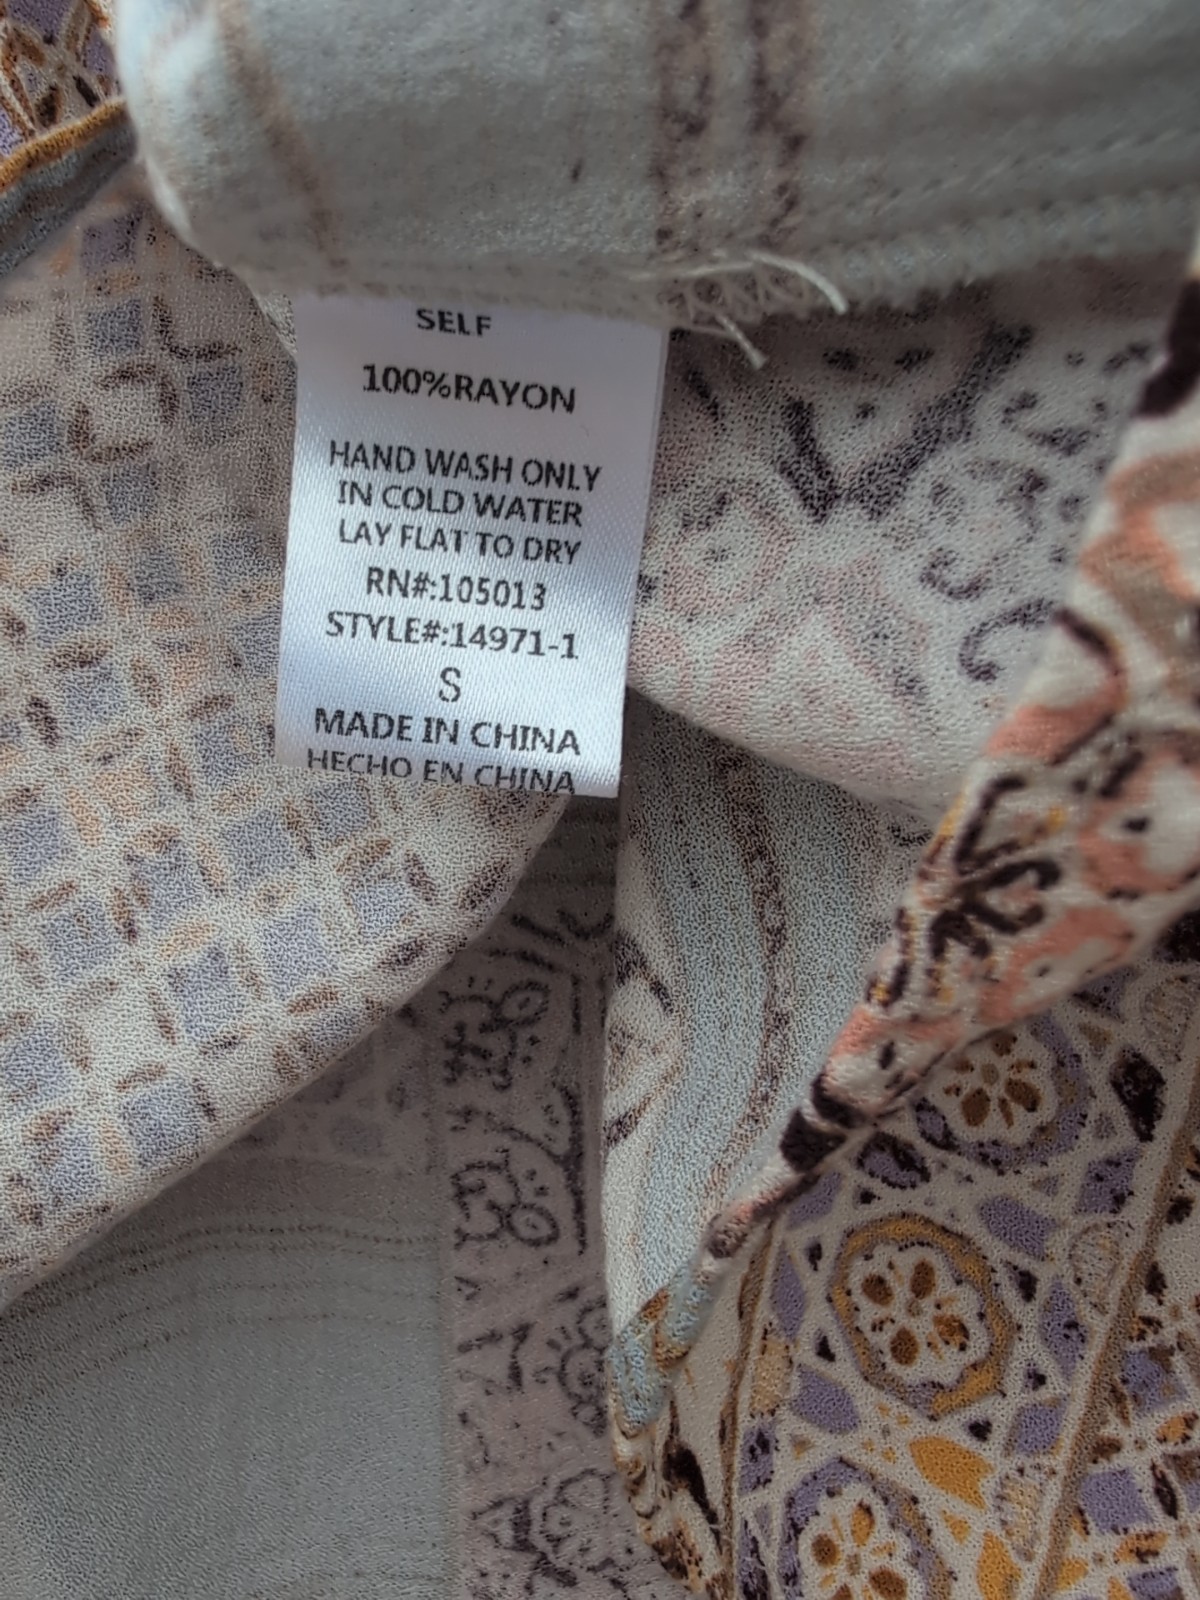 SELF
100%RAYON
HAND WASH ONLY
IN COLD WATER
LAY FLAT TO DRY
RN#:105013
STYLE#:14971-1
S
MADE IN CHINA
HECHO EN CHINA